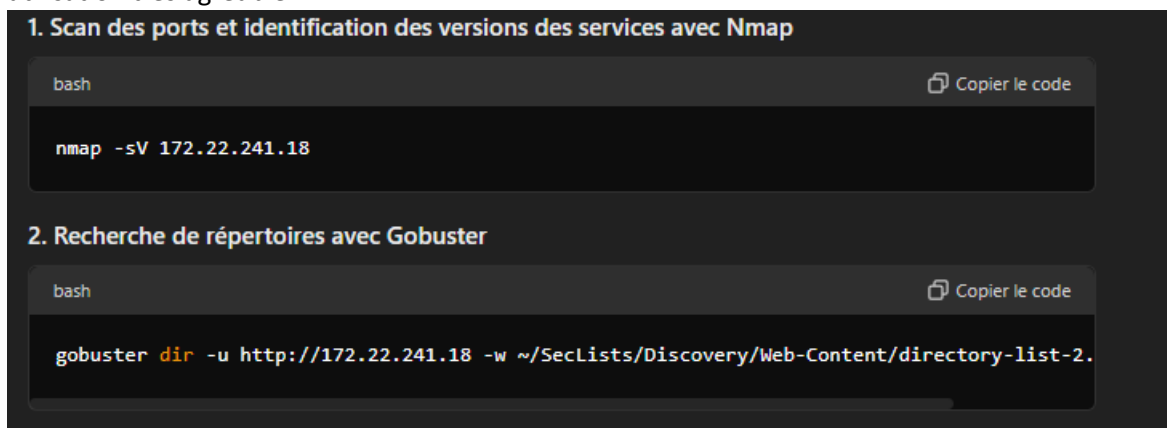 1. Scan des ports et identification des versions des services avec Nmap
bash Copier le code
nmap -sV 172.22.241.18
2. Recherche de répertoires avec Gobuster
bash Copier le code
gobuster dir -u http://172.22.241.18 -w ~/SecLists/Discovery/Web-Content/directory-list-2.